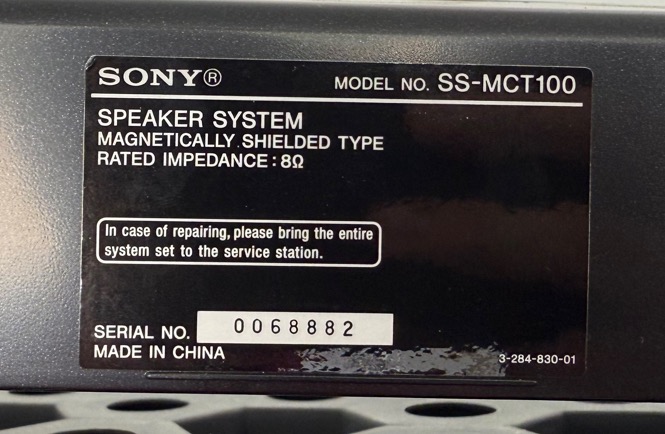 SONY® MODEL NO. SS-MCT100
SPEAKER SYSTEM
MAGNETICALLY SHIELDED TYPE
RATED IMPEDANCE : 8Ω
In case of repairing, please bring the entire
system set to the service station.
SERIAL NO. 0068882
MADE IN CHINA 3-284-830-01